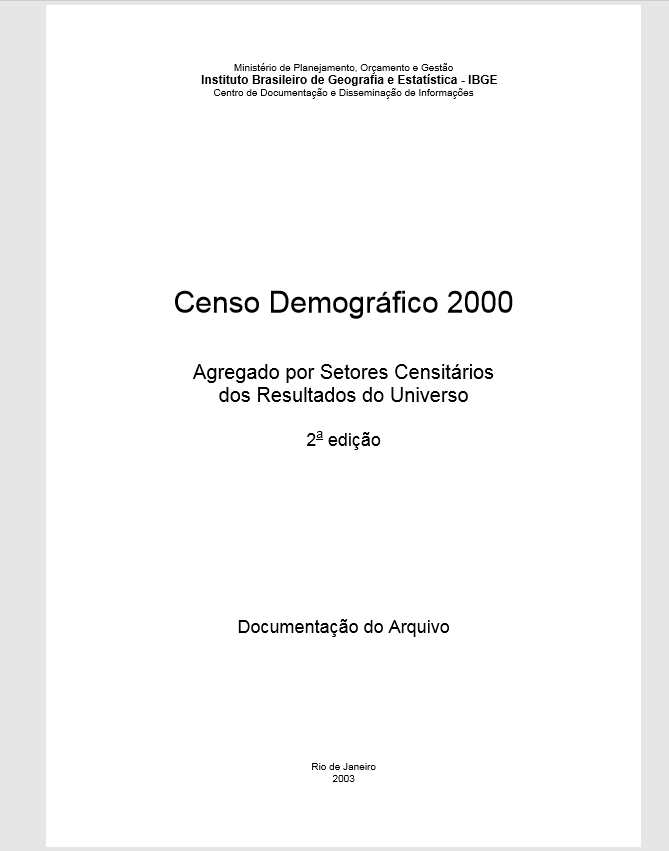 Ministério de Planejamento, Orçamento e Gestão
Instituto Brasileiro de Geografia e Estatística - IBGE
Centro de Documentação e Disseminação de Informações
Censo Demográfico 2000
Agregado por Setores Censitários
dos Resultados do Universo
2ª edição
Documentação do Arquivo
Rio de Janeiro
2003